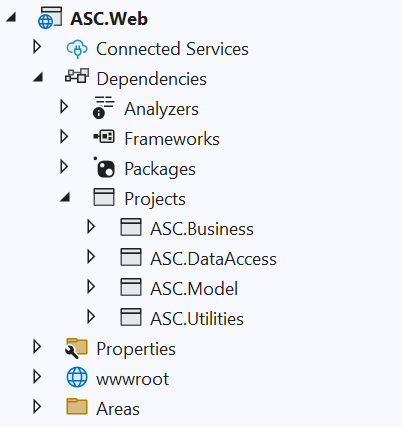 ASC.Web
Connected Services
Dependencies
Analyzers
Frameworks
Packages
Projects
ASC.Business
ASC.DataAccess
ASC.Model
ASC.Utilities
Properties
wwwroot
Areas